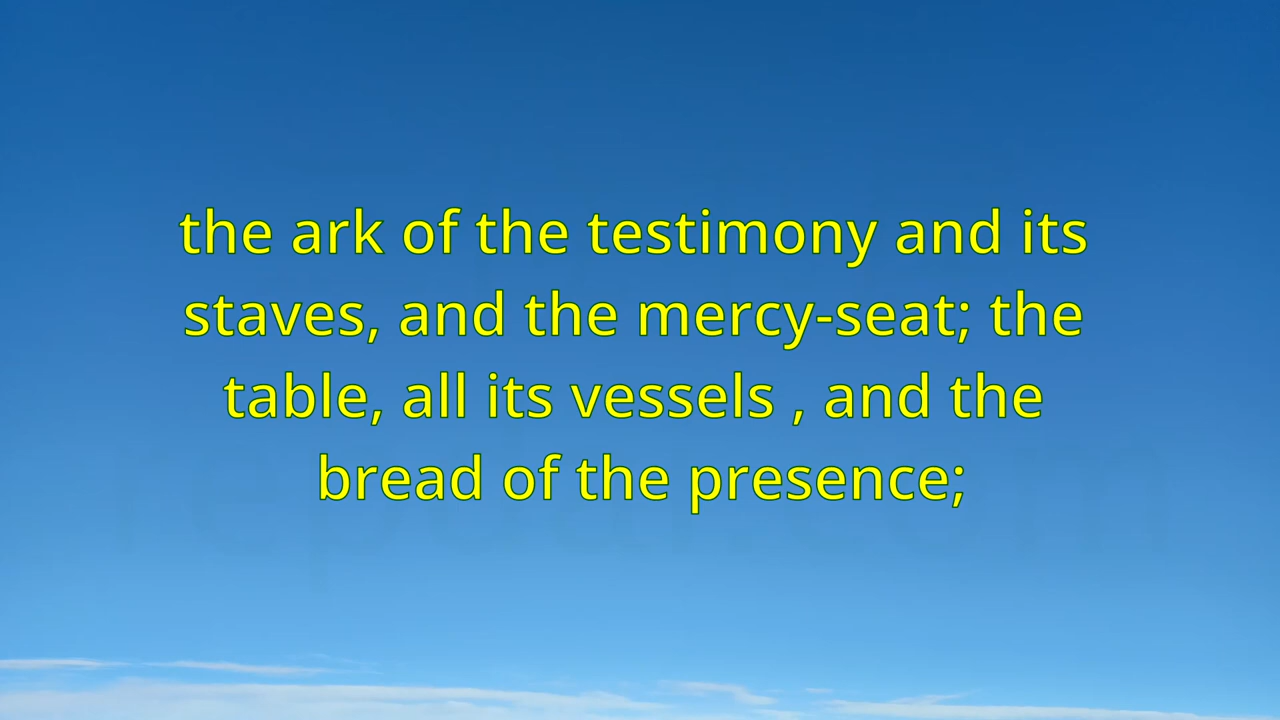 the ark of the testimony and its
staves, and the mercy-seat; the
table, all its vessels , and the
bread of the presence;